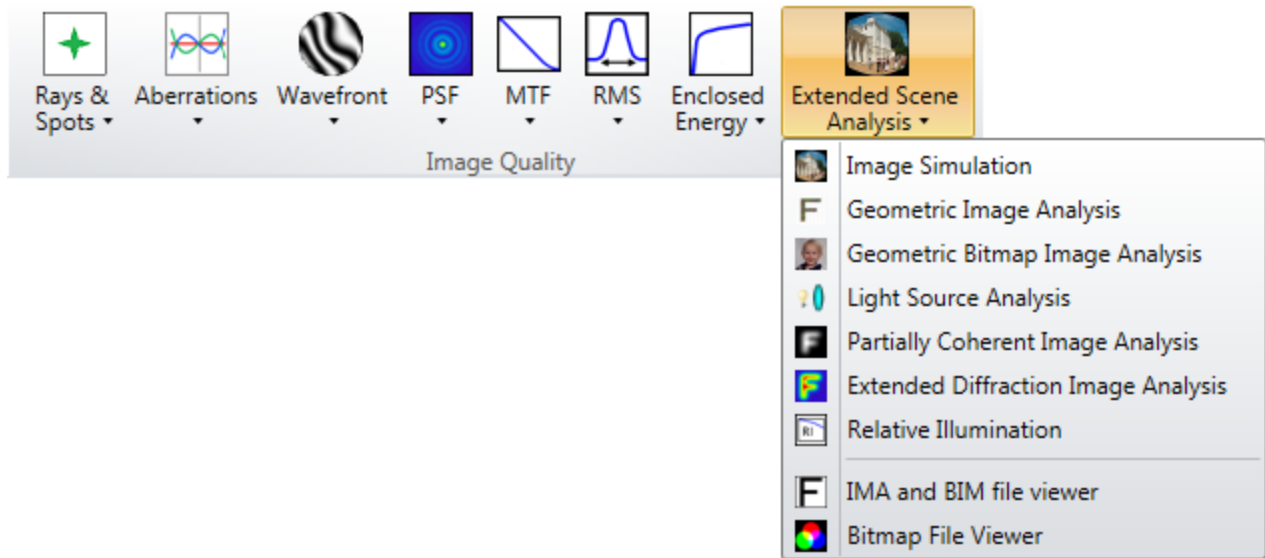 Rays &
Spots
Aberrations
Wavefront
PSF
MTF
RMS
Enclosed
Energy
Extended Scene
Analysis
Image Quality
Image Simulation
F
Geometric Image Analysis
Geometric Bitmap Image Analysis
Light Source Analysis
F
Partially Coherent Image Analysis
F
Extended Diffraction Image Analysis
RI
Relative Illumination
F
IMA and BIM file viewer
Bitmap File Viewer